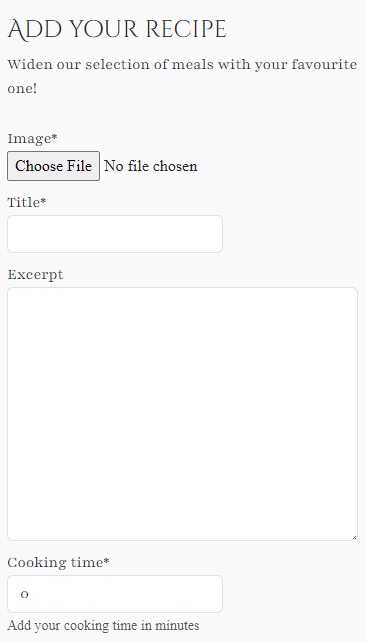 Add your recipe
Widen our selection of meals with your favourite
one!
Image*
Choose File No file chosen
Title*
Excerpt
Cooking time*
0
Add your cooking time in minutes